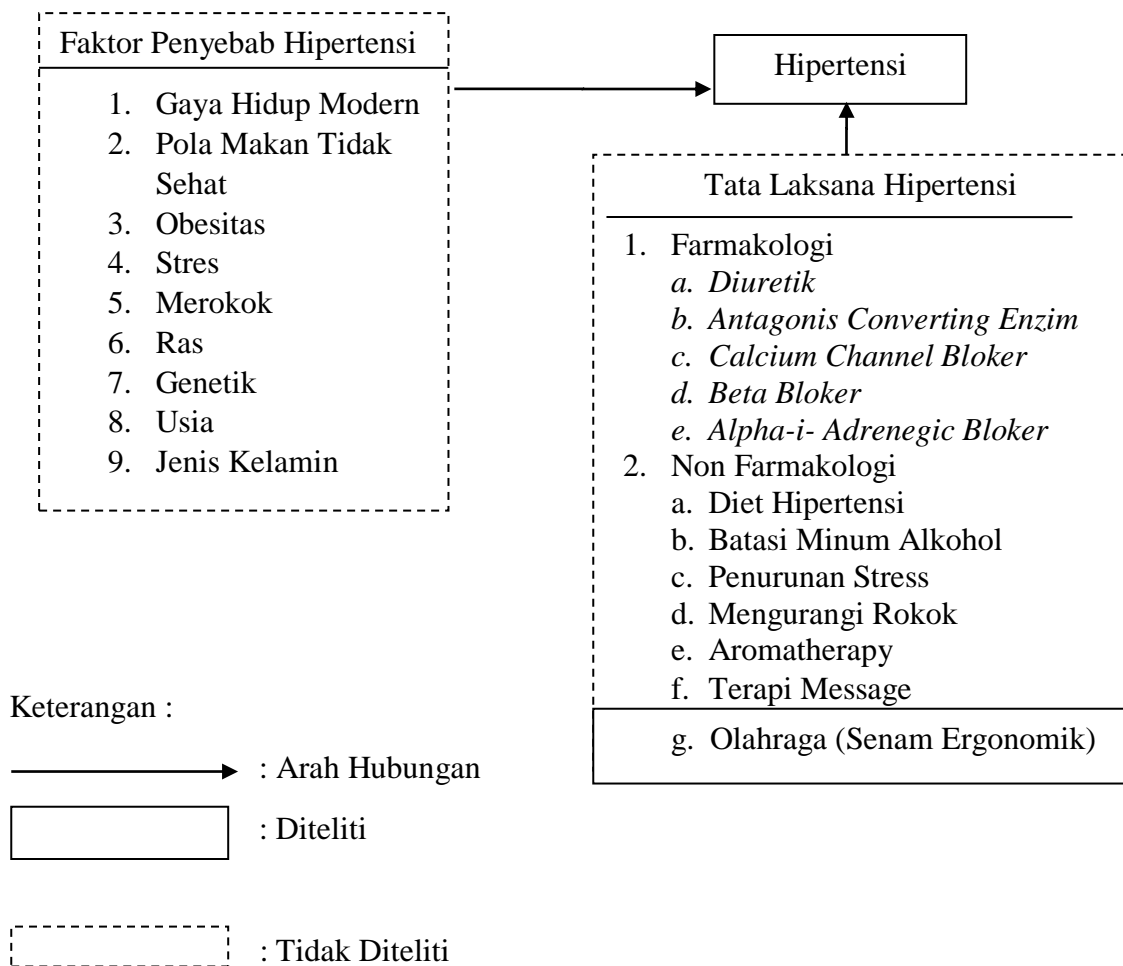 Faktor Penyebab Hipertensi
1. Gaya Hidup Modern
2. Pola Makan Tidak
Sehat
3. Obesitas
4. Stres
5. Merokok
6. Ras
7. Genetik
8. Usia
9. Jenis Kelamin
Hipertensi
Tata Laksana Hipertensi
1. Farmakologi
a. Diuretik
b. Antagonis Converting Enzim
c. Calcium Channel Bloker
d. Beta Bloker
e. Alpha-i- Adrenegic Bloker
2. Non Farmakologi
a. Diet Hipertensi
b. Batasi Minum Alkohol
c. Penurunan Stress
d. Mengurangi Rokok
e. Aromatherapy
f. Terapi Message
g. Olahraga (Senam Ergonomik)
Keterangan :
: Arah Hubungan
: Diteliti
: Tidak Diteliti